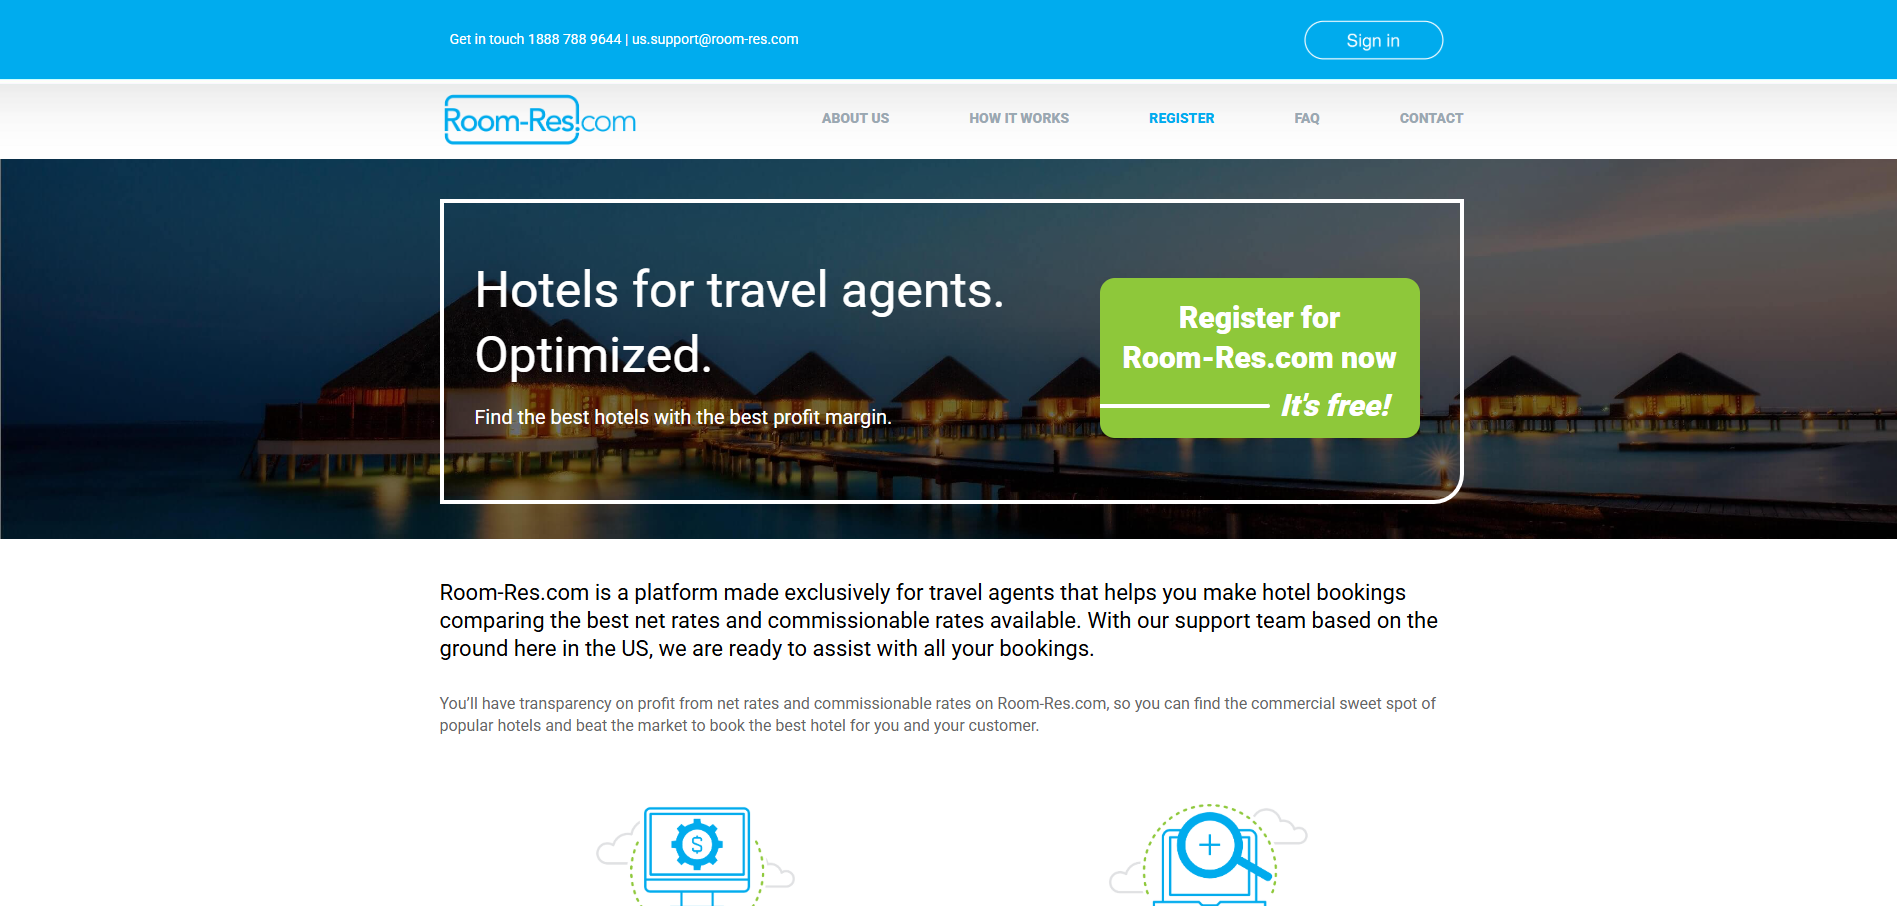 Get in touch 1888 788 9644 | us.support@room-res.com
Sign in
Room-Res.com
ABOUT US
HOW IT WORKS
REGISTER
FAQ
CONTACT
Hotels for travel agents.
Optimized.
Find the best hotels with the best profit margin.
Register for
Room-Res.com now
It's free!
Room-Res.com is a platform made exclusively for travel agents that helps you make hotel bookings
comparing the best net rates and commissionable rates available. With our support team based on the
ground here in the US, we are ready to assist with all your bookings.
You’ll have transparency on profit from net rates and commissionable rates on Room-Res.com, so you can find the commercial sweet spot of
popular hotels and beat the market to book the best hotel for you and your customer.
$